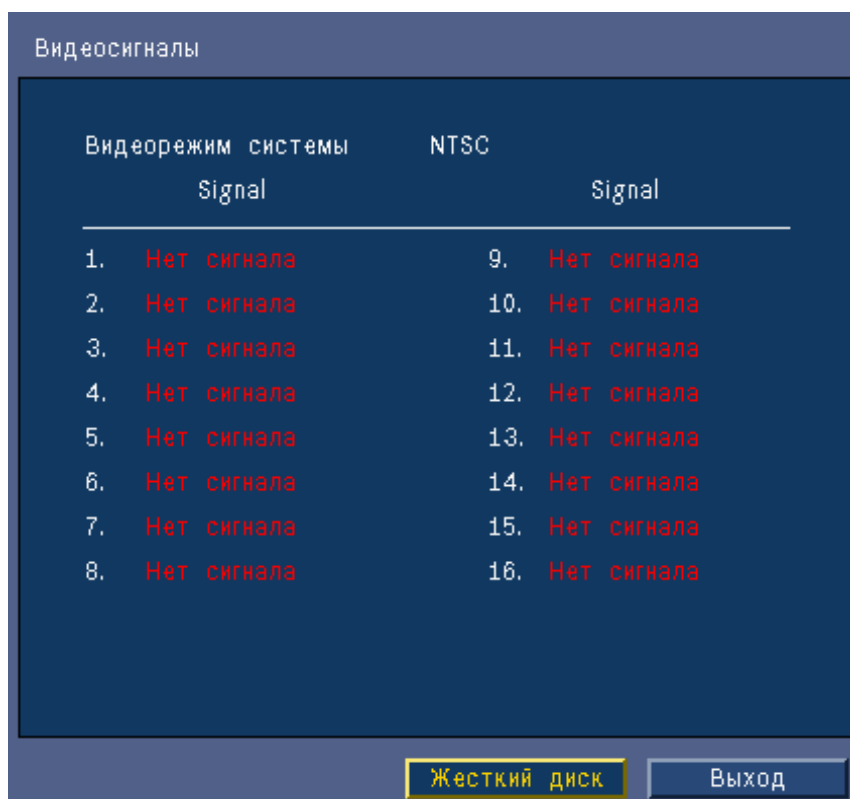 Видеосигналы
Видеорежим системы NTSC
Signal Signal
1. Нет сигнала 9. Нет сигнала
2. Нет сигнала 10. Нет сигнала
3. Нет сигнала 11. Нет сигнала
4. Нет сигнала 12. Нет сигнала
5. Нет сигнала 13. Нет сигнала
6. Нет сигнала 14. Нет сигнала
7. Нет сигнала 15. Нет сигнала
8. Нет сигнала 16. Нет сигнала
Жесткий диск Выход